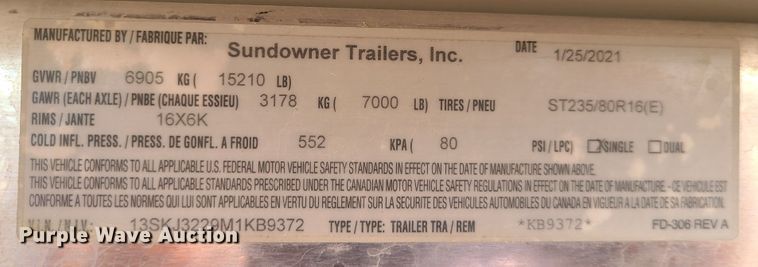 MANUFACTURED BY / FABRIQUE PAR: Sundowner Trailers, Inc. DATE 1/25/2021
GVWR / PNBV 6905 KG ( 15210 LB)
GAWR (EACH AXLE) / PNBE (CHAQUE ESSIEU) 3178 KG ( 7000 LB) TIRES / PNEU ST235/80R16(E)
RIMS / JANTE 16X6K
COLD INFL. PRESS. / PRESS. DE GONFL. A FROID 552 KPA ( 80 PSI / LPC) SINGLE DUAL
THIS VEHICLE CONFORMS TO ALL APPLICABLE U.S. FEDERAL MOTOR VEHICLE SAFETY STANDARDS IN EFFECT ON THE DATE OF MANUFACTURE SHOWN ABOVE.
THIS VEHICLE CONFORMS TO ALL APPLICABLE STANDARDS PRESCRIBED UNDER THE CANADIAN MOTOR VEHICLE SAFETY REGULATIONS IN EFFECT ON THE DATE OF MANUFACTURE. - CE VEHICULE EST
CONFORME A TOUTES LES NORMES QUI LUI SONT APPLICABLES EN VERTU DU REGLEMENT SUR LA SECURITE DES VEHICULES AUTOMOBILES DU CANADA EN VIGUEUR A LA DATE DE SA FABRICATION.
V.I.N. / N.I.V.: 13SKJ3229M1KB9372 TYPE / TYPE: TRAILER TRA / REM *KB9372* FD-306 REV A
Purple Wave Auction